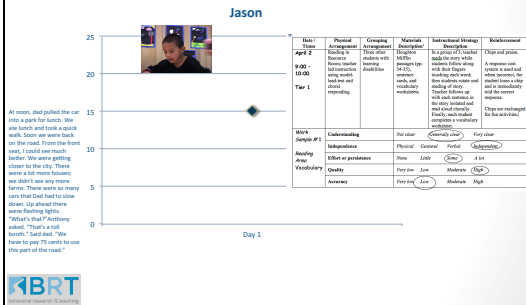 Jason
25
20
15
10
5
0
Day 1
At noon, dad pulled the car
into a park for lunch. We
ate lunch and took a quick
walk. Soon we were back
on the road. From the front
seat, I could see much
better. We were getting
closer to the city. There
were a lot more houses;
we didn't see any more
farms. There were so many
cars that Dad had to slow
down. Up ahead there
were flashing lights.
"What's that?"Anthony
asked. "That's a toll
booth." Said dad. "We
have to pay 75 cents to use
this part of the road."
Date / Times
Physical Arrangement
Grouping Arrangement
Materials Description¹
Instructional Strategy Description
Reinforcement
April 2
9:00 – 10:00
Tier 1
Reading in
Resource
Room; teacher
led instruction
using model-
lead-test and
choral
responding
Three other
students with
learning
disabilities
Houghton
Mifflin
passages (pp.
sentence
cards, and
vocabulary
worksheets.
In a group of 3, teacher
reads the story while
students follow along
with their fingers
touching each word;
then students rotate and
reading of story.
Teacher follows up
with each sentence in
the story isolated and
read aloud chorally.
Finally, each student
completes a vocabulary
worksheet.
Chips and praise.
A response cost
system is used and
when incorrect, the
student loses a chip
and is immediately
told the correct
response.
Chips are exchanged
for fun activities.
Work Sample # 1
Reading Area
Vocabulary
Understanding Not clear Generally clear Very clear
Independence Physical Gestural Verbal Independent
Effort or persistence None Little Some A lot
Quality Very low Low Moderate High
Accuracy Very low Low Moderate High
BRT
behavioral research & teaching